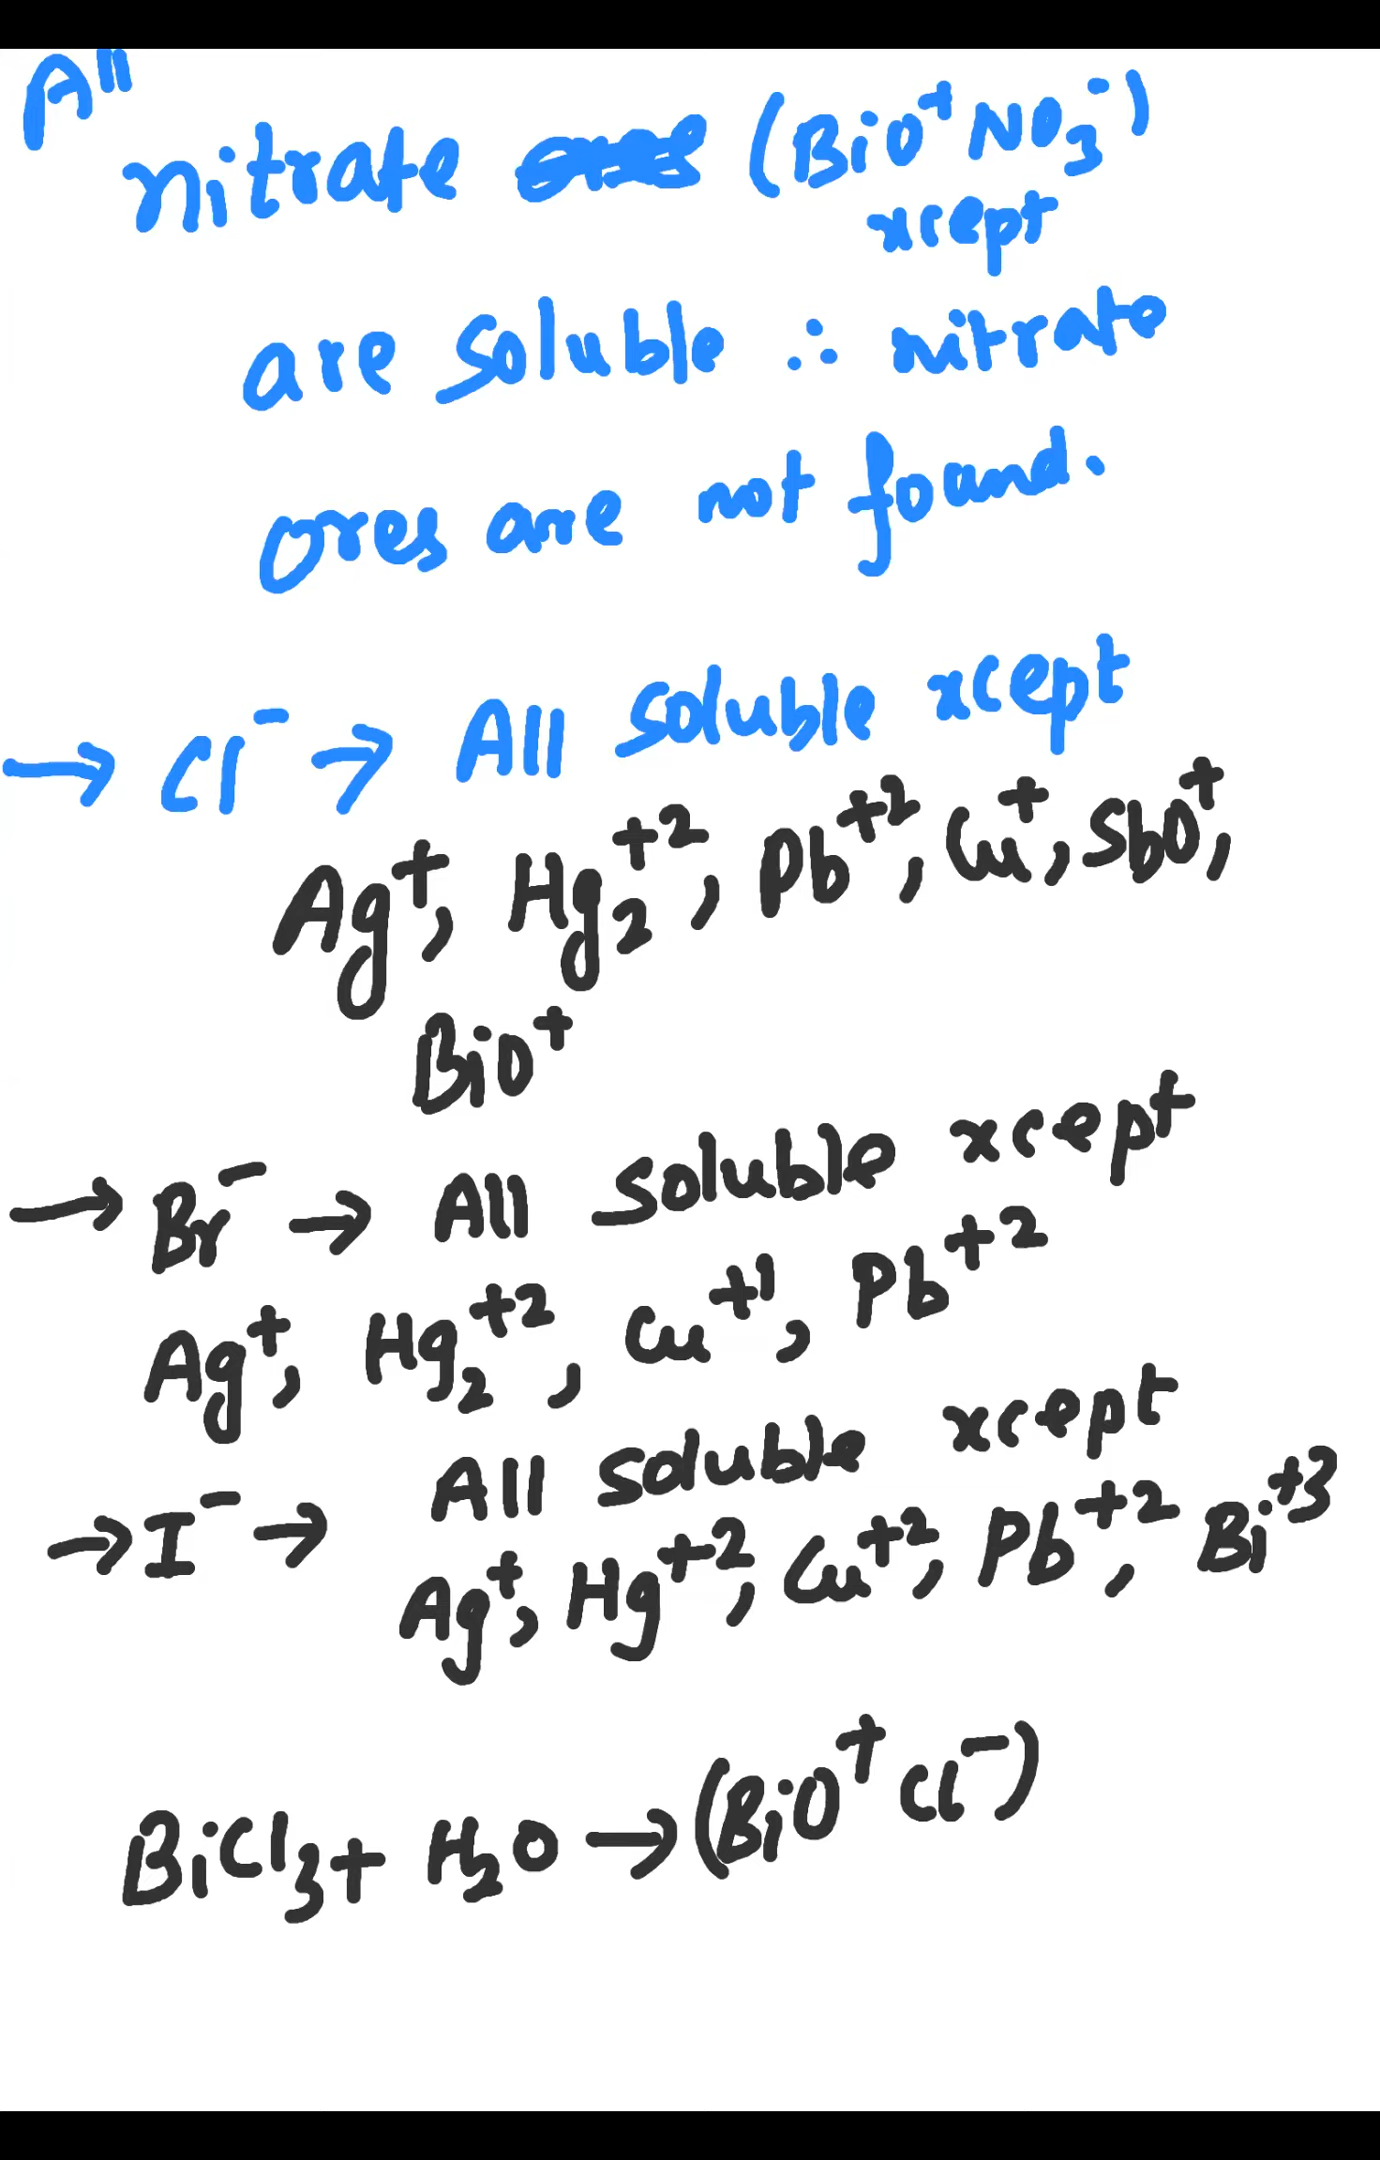 All
nitrate (BiO⁺NO₃⁻)
xcept
are soluble ∴ nitrate
ores are not found.
→ Cl⁻ → All soluble xcept
Ag⁺, Hg₂⁺², Pb⁺², Cu⁺, SbO⁺,
BiO⁺
→ Br⁻ → All soluble xcept
Ag⁺, Hg₂⁺², Cu⁺¹, Pb⁺²
→ I⁻ → All soluble xcept
Ag⁺, Hg⁺², Cu⁺², Pb⁺², Bi⁺³
BiCl₃ + H₂O → (BiO⁺Cl⁻)